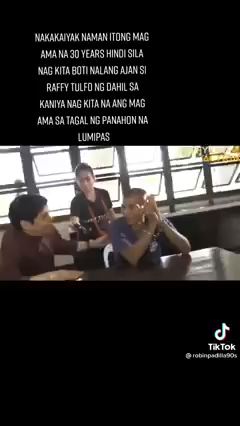 NAKAKAIYAK NAMAN ITONG MAG
AMA NA 30 YEARS HINDI SILA
NAG KITA BOTI NALANG AJAN SI
RAFFY TULFO NG DAHIL SA
KANIYA NAG KITA NA ANG MAG
AMA SA TAGAL NG PANAHON NA
LUMIPAS
TikTok
@robinpadilla90s